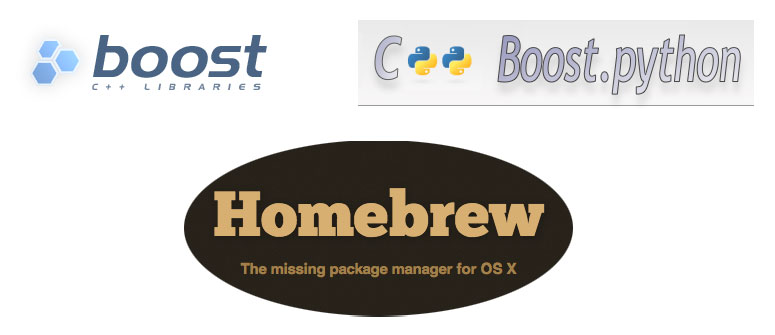 boost
C++ LIBRARIES
C Boost.python
Homebrew
The missing package manager for OS X